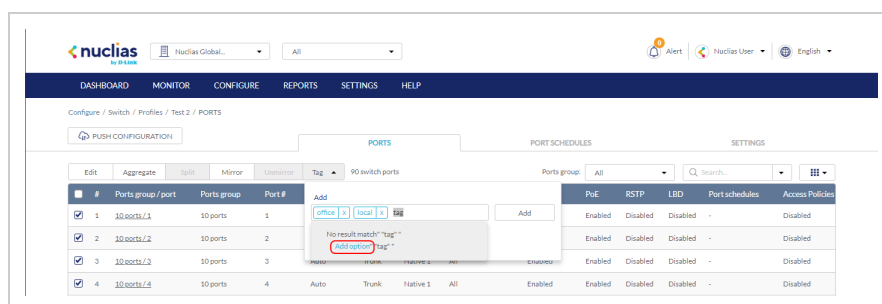 nuclias
by D-Link
Nuclias Global...
All
0
Alert
Nuclias User
English
DASHBOARD MONITOR CONFIGURE REPORTS SETTINGS HELP
Configure / Switch / Profiles / Test 2 / PORTS
PUSH CONFIGURATION
PORTS PORT SCHEDULES SETTINGS
Edit Aggregate Split Mirror Unmirror Tag 90 switch ports Ports group: All Search...
# Ports group / port Ports group Port # PoE RSTP LBD Port schedules Access Policies
Add
office x local x tag Add
No result match" "tag" "
Add option" "tag" "
1 10 ports / 1 10 ports 1 Enabled Disabled Disabled - Disabled
2 10 ports / 2 10 ports 2 Enabled Disabled Disabled - Disabled
3 10 ports / 3 10 ports 3 Auto Trunk Native 1 All Enabled Enabled Disabled Disabled - Disabled
4 10 ports / 4 10 ports 4 Auto Trunk Native 1 All Enabled Enabled Disabled Disabled - Disabled